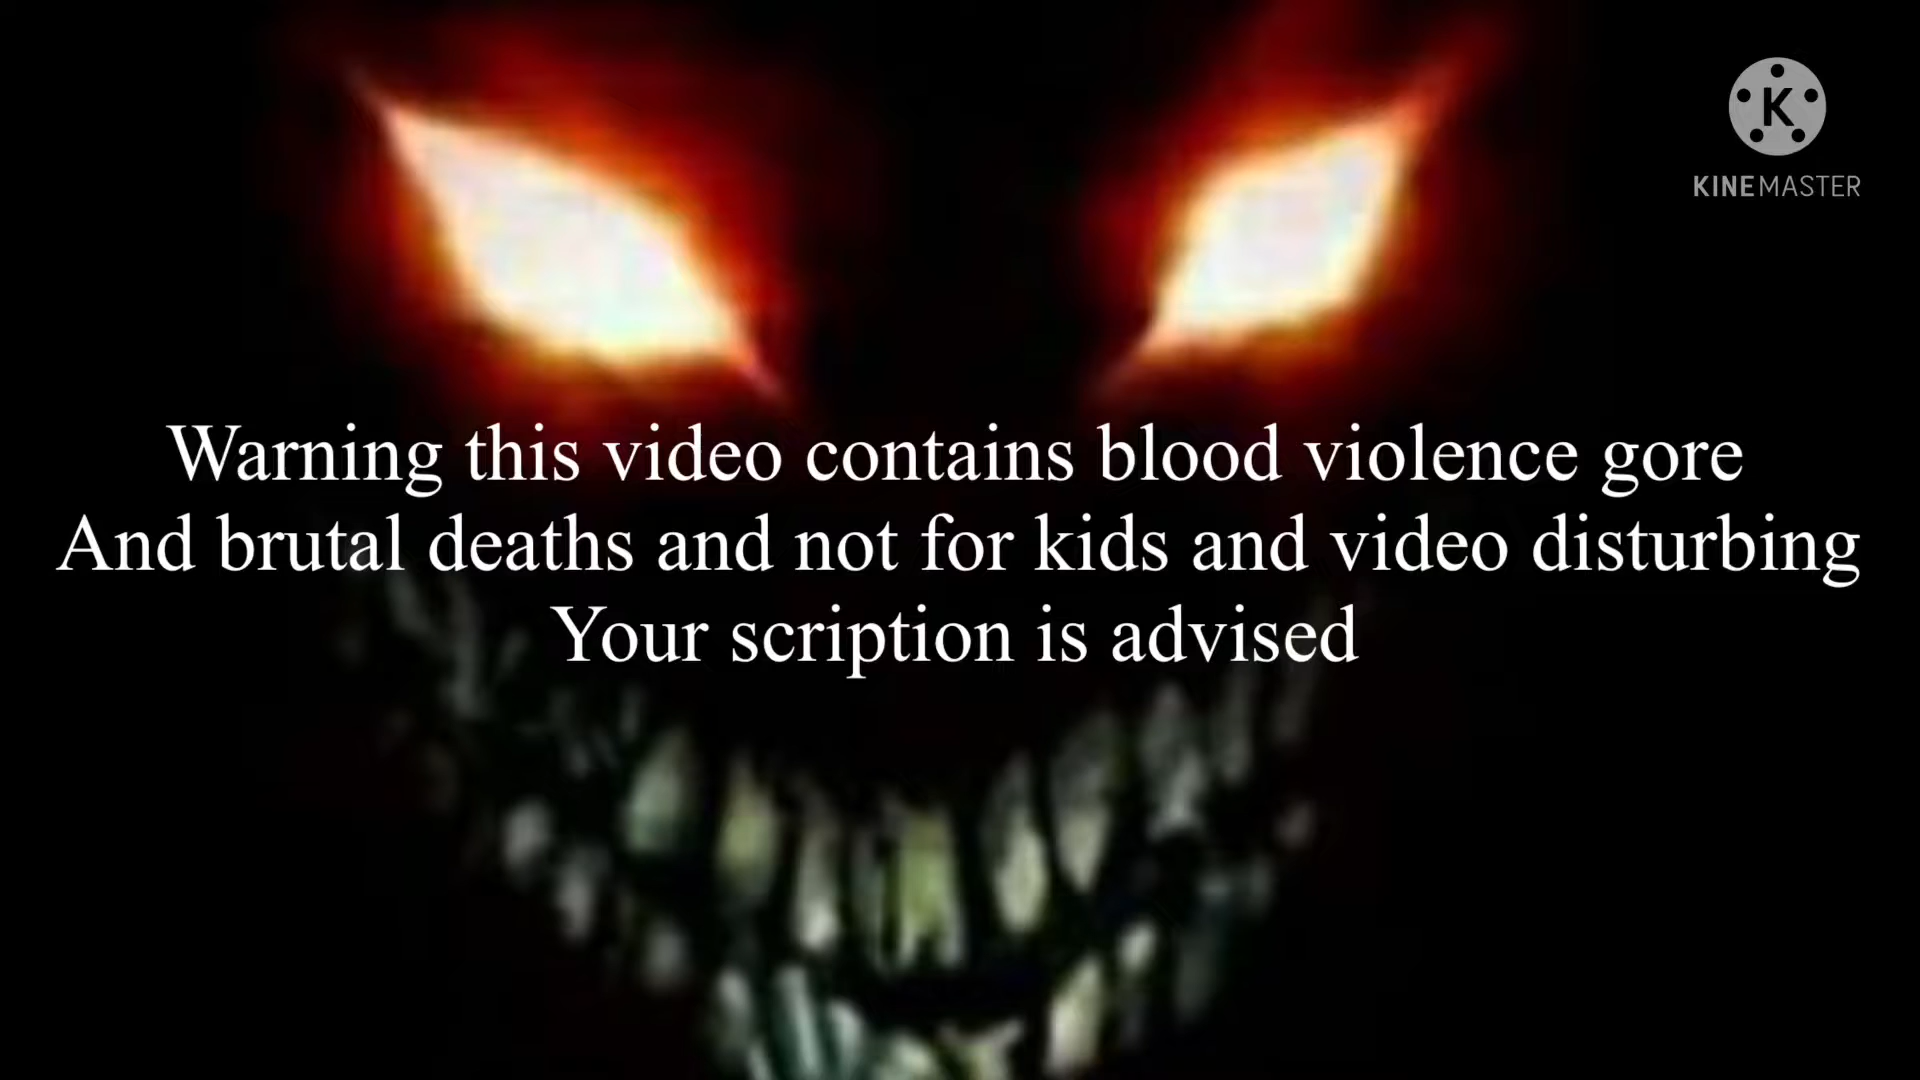 K
KINEMASTER
Warning this video contains blood violence gore
And brutal deaths and not for kids and video disturbing
Your scription is advised